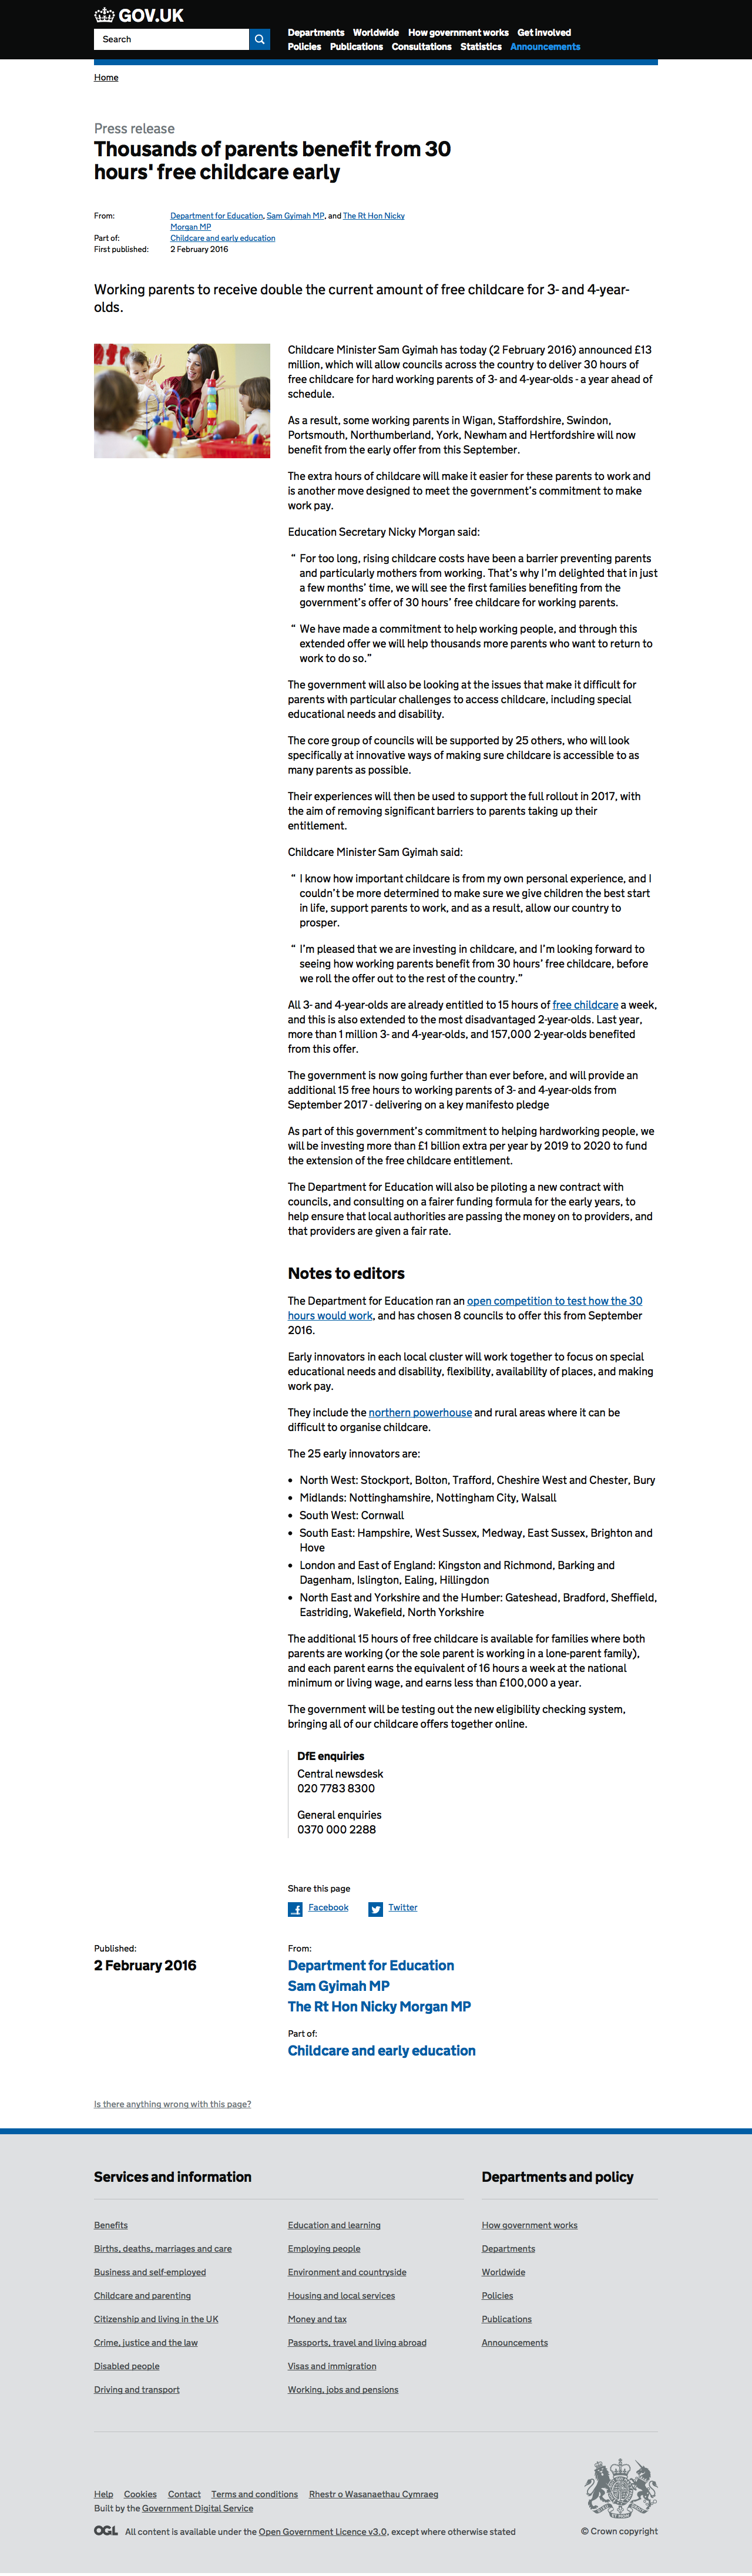 GOV.UK
Search
Departments Worldwide How government works Get involved
Policies Publications Consultations Statistics Announcements
Home
Press release
Thousands of parents benefit from 30
hours' free childcare early
From: Department for Education, Sam Gyimah MP, and The Rt Hon Nicky
Morgan MP
Part of: Childcare and early education
First published: 2 February 2016
Working parents to receive double the current amount of free childcare for 3- and 4-year-
olds.
Childcare Minister Sam Gyimah has today (2 February 2016) announced £13
million, which will allow councils across the country to deliver 30 hours of
free childcare for hard working parents of 3- and 4-year-olds - a year ahead of
schedule.
As a result, some working parents in Wigan, Staffordshire, Swindon,
Portsmouth, Northumberland, York, Newham and Hertfordshire will now
benefit from the early offer from this September.
The extra hours of childcare will make it easier for these parents to work and
is another move designed to meet the government's commitment to make
work pay.
Education Secretary Nicky Morgan said:
“ For too long, rising childcare costs have been a barrier preventing parents
and particularly mothers from working. That's why I'm delighted that in just
a few months' time, we will see the first families benefiting from the
government's offer of 30 hours' free childcare for working parents.
“ We have made a commitment to help working people, and through this
extended offer we will help thousands more parents who want to return to
work to do so.”
The government will also be looking at the issues that make it difficult for
parents with particular challenges to access childcare, including special
educational needs and disability.
The core group of councils will be supported by 25 others, who will look
specifically at innovative ways of making sure childcare is accessible to as
many parents as possible.
Their experiences will then be used to support the full rollout in 2017, with
the aim of removing significant barriers to parents taking up their
entitlement.
Childcare Minister Sam Gyimah said:
“ I know how important childcare is from my own personal experience, and I
couldn't be more determined to make sure we give children the best start
in life, support parents to work, and as a result, allow our country to
prosper.
“ I'm pleased that we are investing in childcare, and I'm looking forward to
seeing how working parents benefit from 30 hours' free childcare, before
we roll the offer out to the rest of the country.”
All 3- and 4-year-olds are already entitled to 15 hours of free childcare a week,
and this is also extended to the most disadvantaged 2-year-olds. Last year,
more than 1 million 3- and 4-year-olds, and 157,000 2-year-olds benefited
from this offer.
The government is now going further than ever before, and will provide an
additional 15 free hours to working parents of 3- and 4-year-olds from
September 2017 - delivering on a key manifesto pledge
As part of this government's commitment to helping hardworking people, we
will be investing more than £1 billion extra per year by 2019 to 2020 to fund
the extension of the free childcare entitlement.
The Department for Education will also be piloting a new contract with
councils, and consulting on a fairer funding formula for the early years, to
help ensure that local authorities are passing the money on to providers, and
that providers are given a fair rate.
Notes to editors
The Department for Education ran an open competition to test how the 30
hours would work, and has chosen 8 councils to offer this from September
2016.
Early innovators in each local cluster will work together to focus on special
educational needs and disability, flexibility, availability of places, and making
work pay.
They include the northern powerhouse and rural areas where it can be
difficult to organise childcare.
The 25 early innovators are:
• North West: Stockport, Bolton, Trafford, Cheshire West and Chester, Bury
• Midlands: Nottinghamshire, Nottingham City, Walsall
• South West: Cornwall
• South East: Hampshire, West Sussex, Medway, East Sussex, Brighton and
Hove
• London and East of England: Kingston and Richmond, Barking and
Dagenham, Islington, Ealing, Hillingdon
• North East and Yorkshire and the Humber: Gateshead, Bradford, Sheffield,
Eastriding, Wakefield, North Yorkshire
The additional 15 hours of free childcare is available for families where both
parents are working (or the sole parent is working in a lone-parent family),
and each parent earns the equivalent of 16 hours a week at the national
minimum or living wage, and earns less than £100,000 a year.
The government will be testing out the new eligibility checking system,
bringing all of our childcare offers together online.
DfE enquiries
Central newsdesk
020 7783 8300
General enquiries
0370 000 2288
Share this page
Facebook Twitter
Published:
2 February 2016
From:
Department for Education
Sam Gyimah MP
The Rt Hon Nicky Morgan MP
Part of:
Childcare and early education
Is there anything wrong with this page?
Services and information
Benefits
Births, deaths, marriages and care
Business and self-employed
Childcare and parenting
Citizenship and living in the UK
Crime, justice and the law
Disabled people
Driving and transport
Education and learning
Employing people
Environment and countryside
Housing and local services
Money and tax
Passports, travel and living abroad
Visas and immigration
Working, jobs and pensions
Departments and policy
How government works
Departments
Worldwide
Policies
Publications
Announcements
Help Cookies Contact Terms and conditions Rhestr o Wasanaethau Cymraeg
Built by the Government Digital Service
OGL All content is available under the Open Government Licence v3.0, except where otherwise stated
© Crown copyright